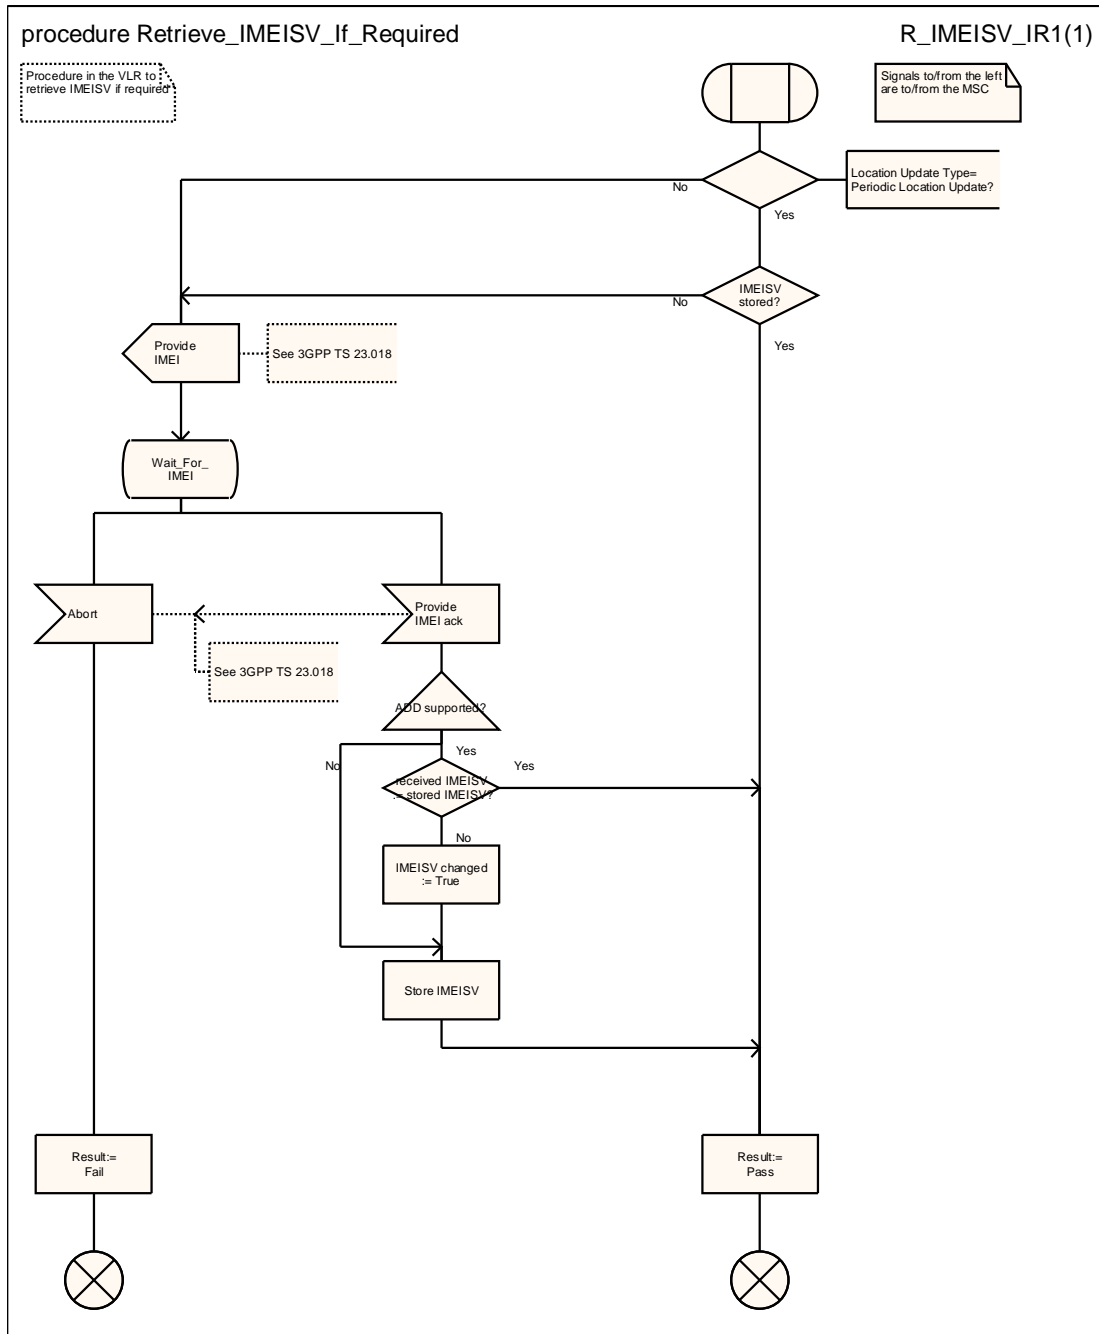 procedure Retrieve_IMEISV_If_Required
R_IMEISV_IR1(1)
Procedure in the VLR to
retrieve IMEISV if required
Signals to/from the left
are to/from the MSC
Location Update Type=
Periodic Location Update?
No
Yes
IMEISV
stored?
No
Yes
Provide
IMEI
See 3GPP TS 23.018
Wait_For_
IMEI
Abort
Provide
IMEI ack
See 3GPP TS 23.018
ADD supported?
Yes
No
Yes
received IMEISV
:= stored IMEISV?
No
IMEISV changed
:= True
Store IMEISV
Result:=
Fail
Result:=
Pass